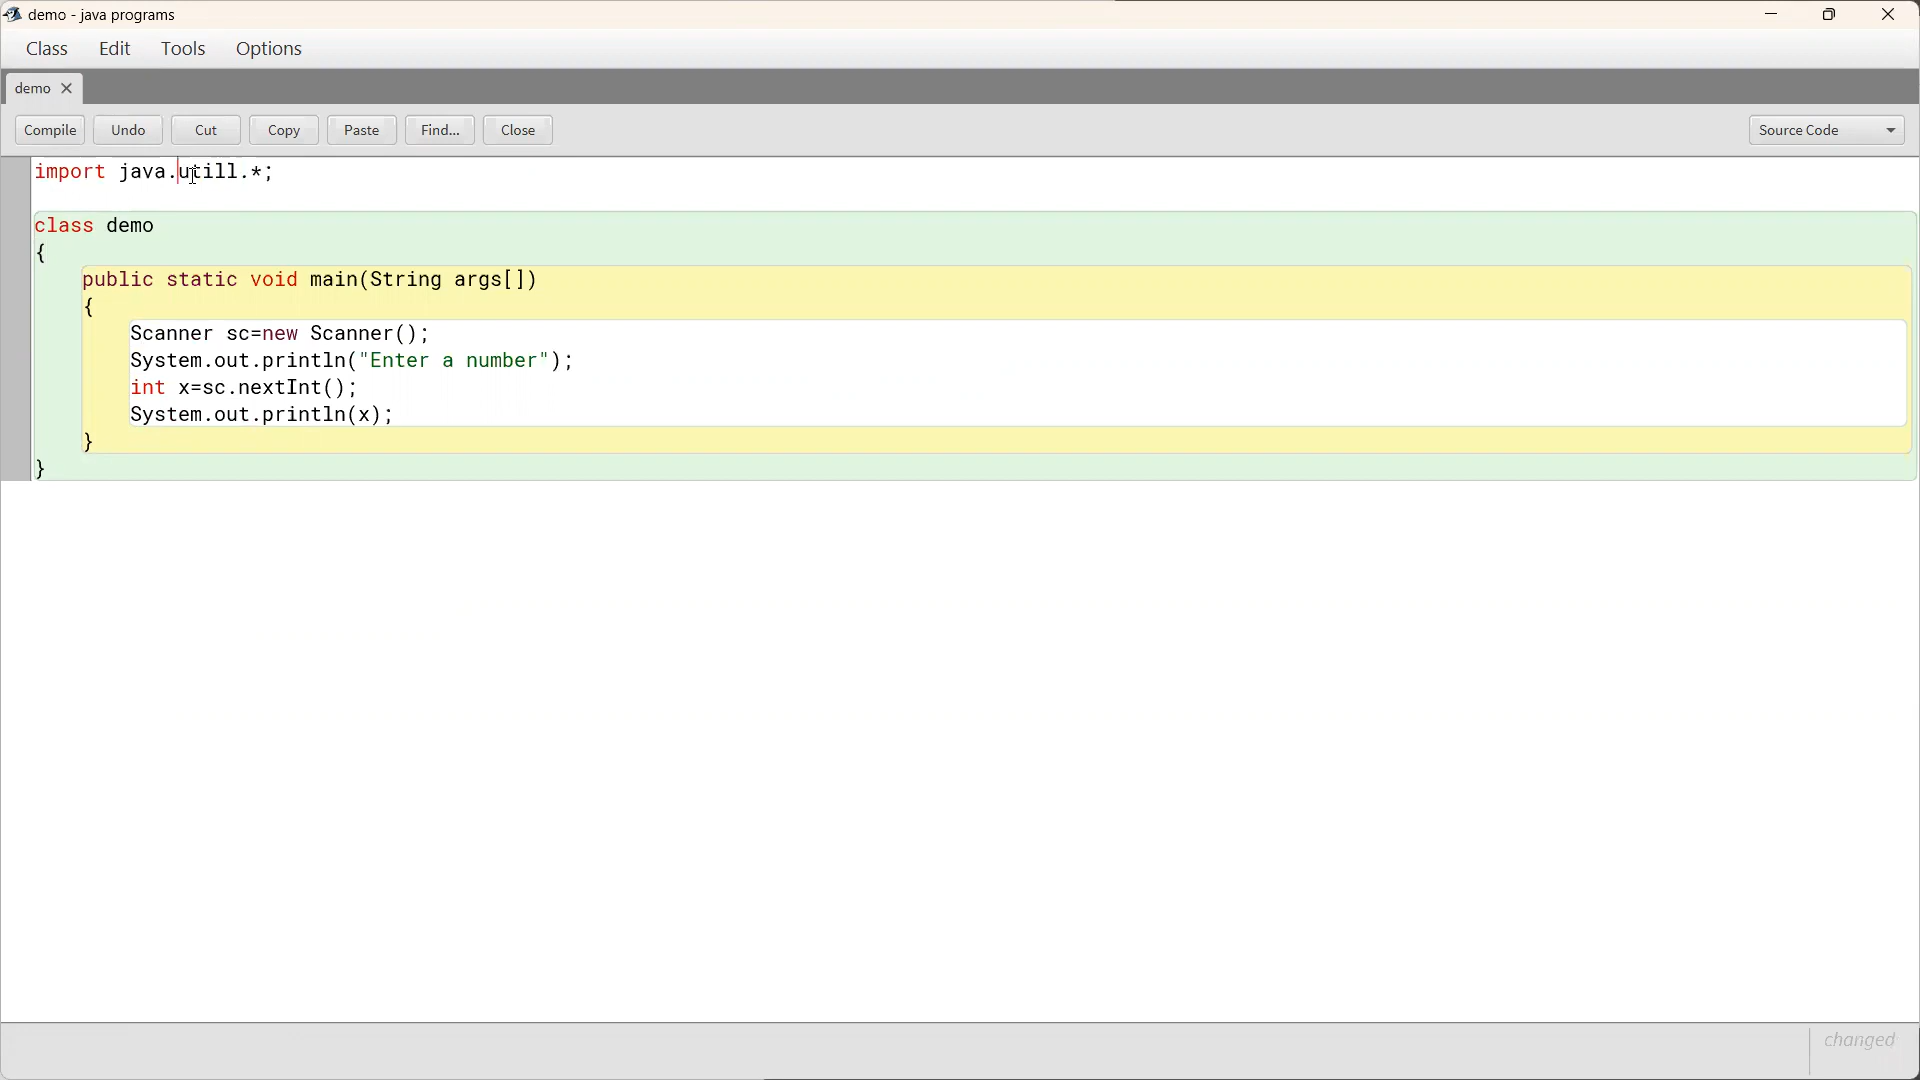 demo - java programs
Class Edit Tools Options
demo
Compile Undo Cut Copy Paste Find... Close Source Code
import java.utill.*;
class demo
{
public static void main(String args[])
{
Scanner sc=new Scanner();
System.out.println("Enter a number");
int x=sc.nextInt();
System.out.println(x);
}
}
changed